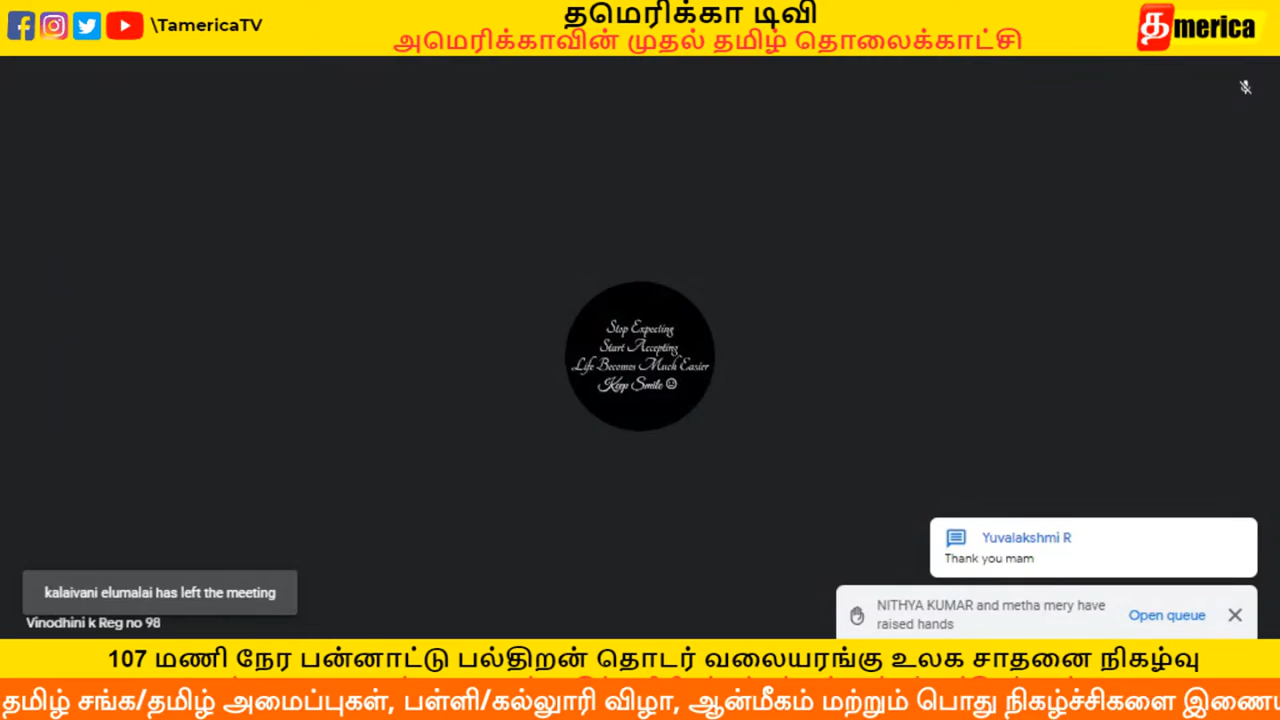 \TamericaTV
தமெரிக்கா டிவி
அமெரிக்காவின் முதல் தமிழ் தொலைக்காட்சி
தmerica
Stop Expecting
Start Accepting
Life Becomes Much Easier
Keep Smile ☺
Yuvalakshmi R
Thank you mam
kalaivani elumalai has left the meeting
NITHYA KUMAR and metha mery have
raised hands
Open queue
Vinodhini k Reg no 98
107 மணி நேர பன்னாட்டு பல்திறன் தொடர் வலையரங்கு உலக சாதனை நிகழ்வு
தமிழ் சங்க/தமிழ் அமைப்புகள், பள்ளி/கல்லூரி விழா, ஆன்மீகம் மற்றும் பொது நிகழ்ச்சிகளை